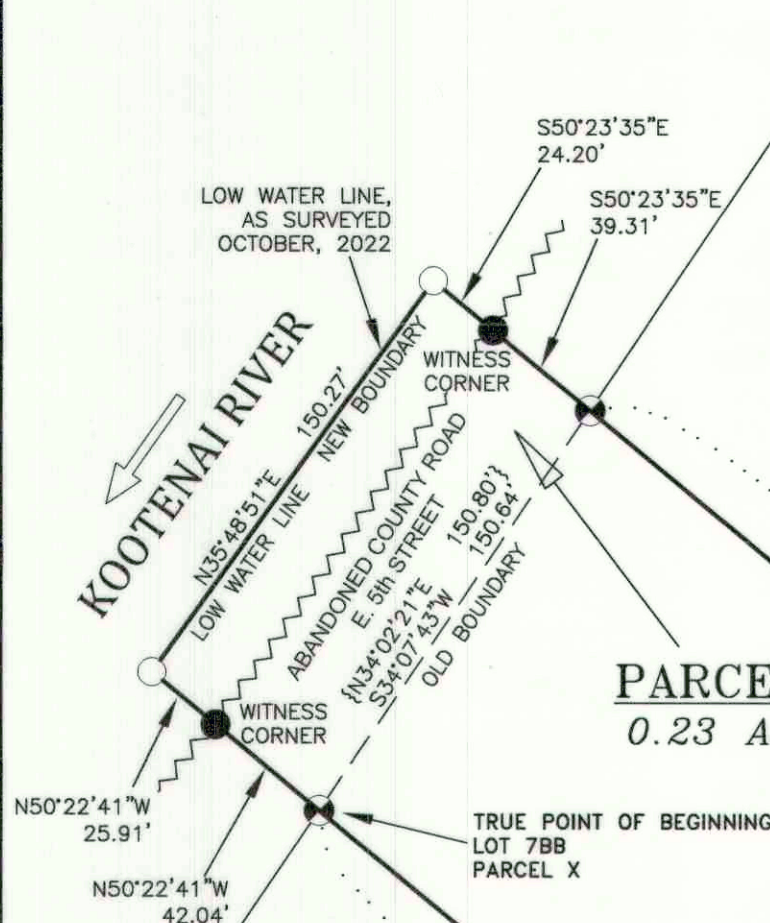 S50°23'35"E
24.20'
S50°23'35"E
39.31'
LOW WATER LINE,
AS SURVEYED
OCTOBER, 2022
WITNESS
CORNER
KOOTENAI RIVER
N35°48'51"E 150.27'
LOW WATER LINE NEW BOUNDARY
ABANDONED COUNTY ROAD
E. 5th STREET
{N34°02'21"E 150.80'}
S34°07'43"W 150.64'
OLD BOUNDARY
PARCE
0.23 A
WITNESS
CORNER
N50°22'41"W
25.91'
N50°22'41"W
42.04'
TRUE POINT OF BEGINNING
LOT 7BB
PARCEL X